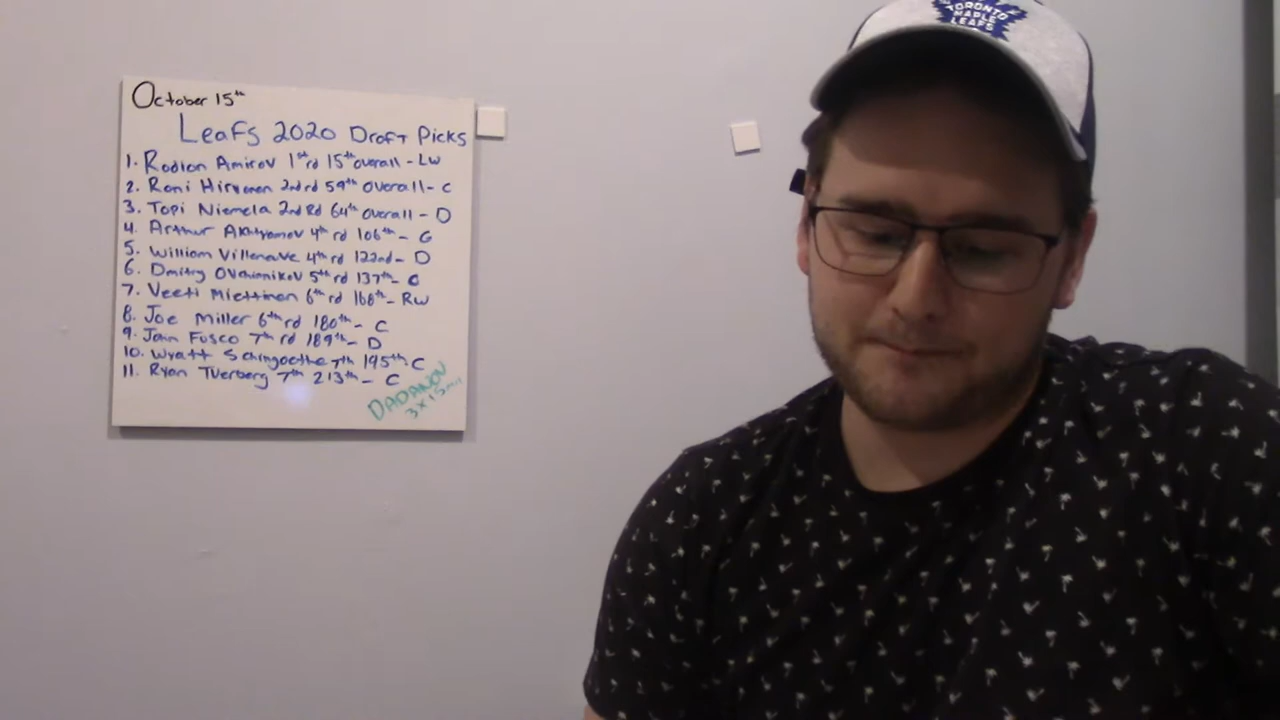 October 15th
Leafs 2020 Draft Picks
1. Rodion Amirov 1st rd 15th overall - LW
2. Roni Hirvonen 2nd rd 59th overall - C
3. Topi Niemela 2nd Rd 64th overall - D
4. Arthur Akhtyamov 4th rd 106th - G
5. William Villeneuve 4th rd 122nd - D
6. Dmitry Ovchinnikov 5th rd 137th - C
7. Veeti Miettinen 6th rd 168th - RW
8. Joe Miller 6th rd 180th - C
9. John Fusco 7th rd 189th - D
10. Wyatt Schingoethe 7th 195th C
11. Ryan Tverberg 7th 213th - C
DADANOV
3x15min
TORONTO
MAPLE
LEAFS